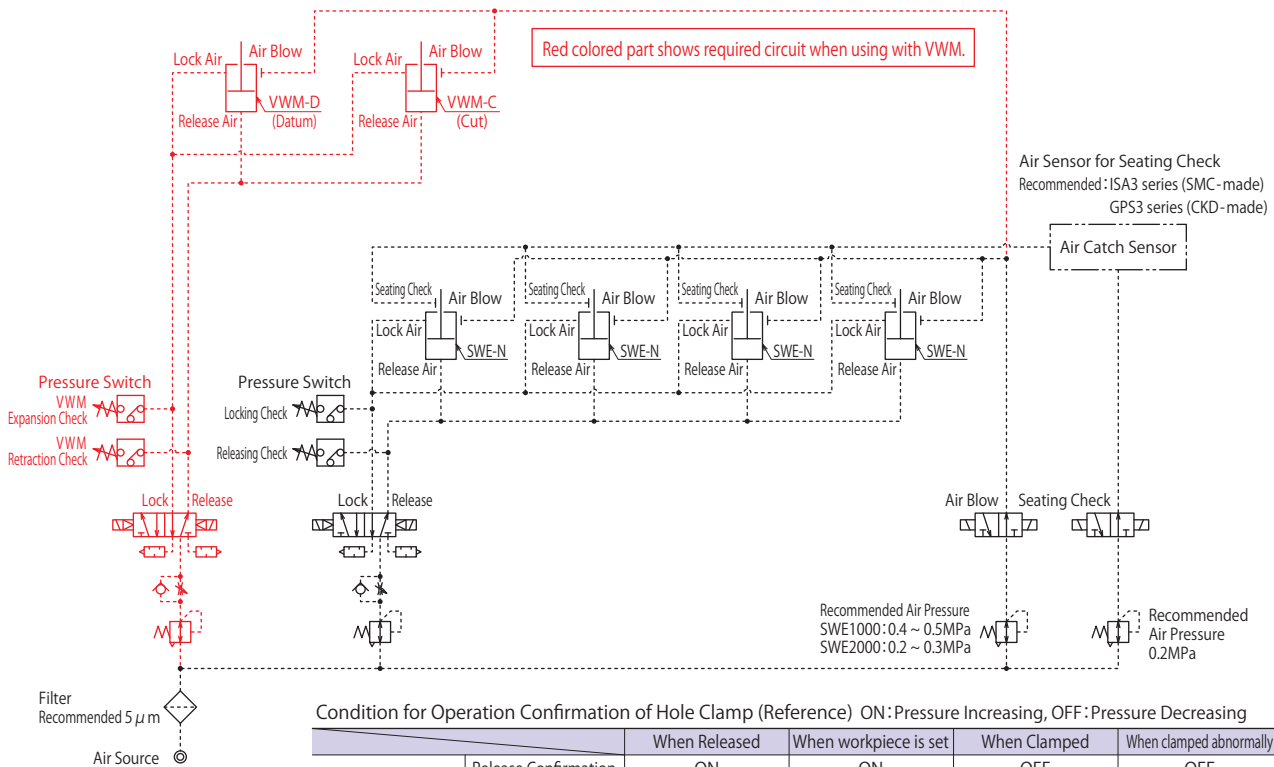 Lock Air
Air Blow
Lock Air
Air Blow
Red colored part shows required circuit when using with VWM.
VWM-D
(Datum)
VWM-C
(Cut)
Release Air
Release Air
Air Sensor for Seating Check
Recommended：ISA3 series (SMC-made)
GPS3 series (CKD-made)
Air Catch Sensor
Seating Check
Air Blow
Seating Check
Air Blow
Seating Check
Air Blow
Seating Check
Air Blow
Lock Air
SWE-N
Lock Air
SWE-N
Lock Air
SWE-N
Lock Air
SWE-N
Release Air
Release Air
Release Air
Release Air
Pressure Switch
VWM
Expansion Check
VWM
Retraction Check
Pressure Switch
Locking Check
Releasing Check
Lock
Release
Lock
Release
Air Blow
Seating Check
Recommended Air Pressure
SWE1000：0.4 ~ 0.5MPa
SWE2000：0.2 ~ 0.3MPa
Recommended
Air Pressure
0.2MPa
Filter
Recommended 5 μ m
Air Source
Condition for Operation Confirmation of Hole Clamp (Reference) ON：Pressure Increasing, OFF：Pressure Decreasing
When Released When workpiece is set When Clamped When clamped abnormally
Release Confirmation ON ON OFF OFF